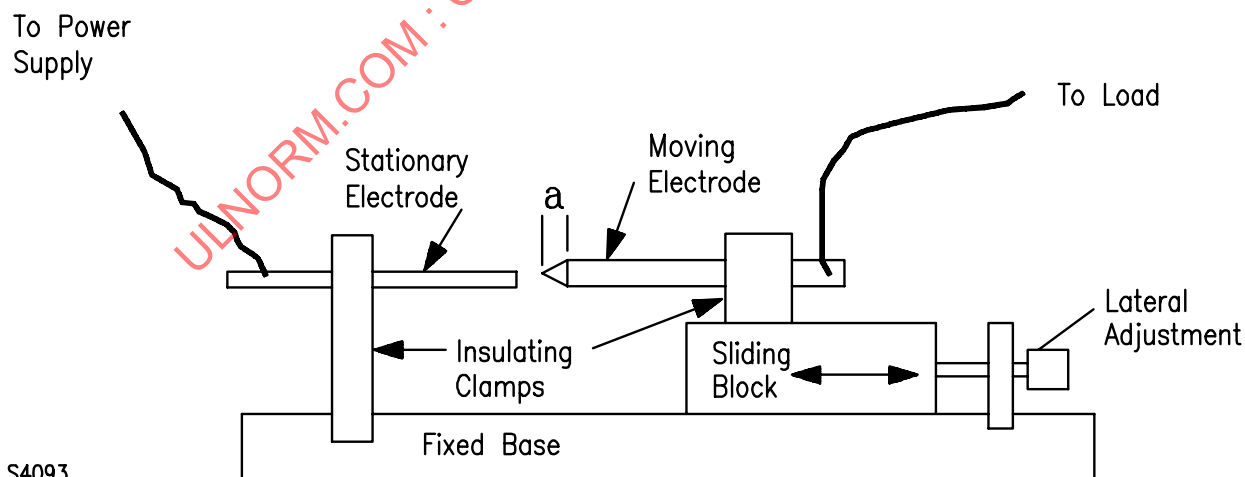 To Power
Supply
ULNORM.COM :
To Load
Stationary
Electrode
a
Moving
Electrode
Lateral
Adjustment
Insulating
Clamps
Sliding
Block
Fixed Base
S4093